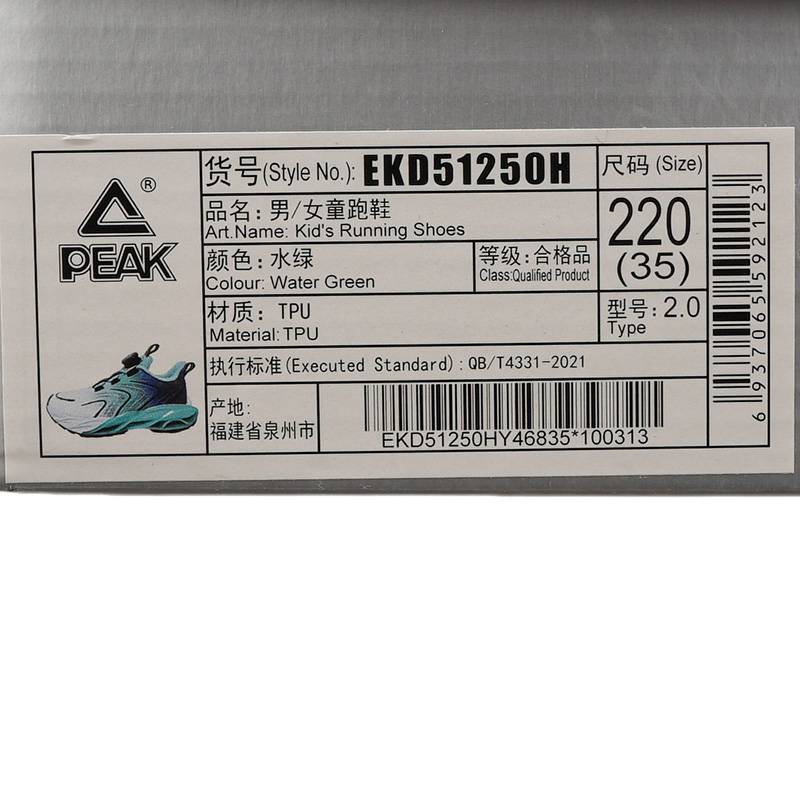 ®
PEAK
货号(Style No.): EKD51250H
品名: 男/女童跑鞋
Art.Name: Kid's Running Shoes
颜色: 水绿
Colour: Water Green
等级: 合格品
Class:Qualified Product
材质: TPU
Material: TPU
执行标准(Executed Standard): QB/T4331-2021
产地:
福建省泉州市
EKD51250HY46835*100313
尺码 (Size)
220
(35)
型号: 2.0
Type
6 937065 592123